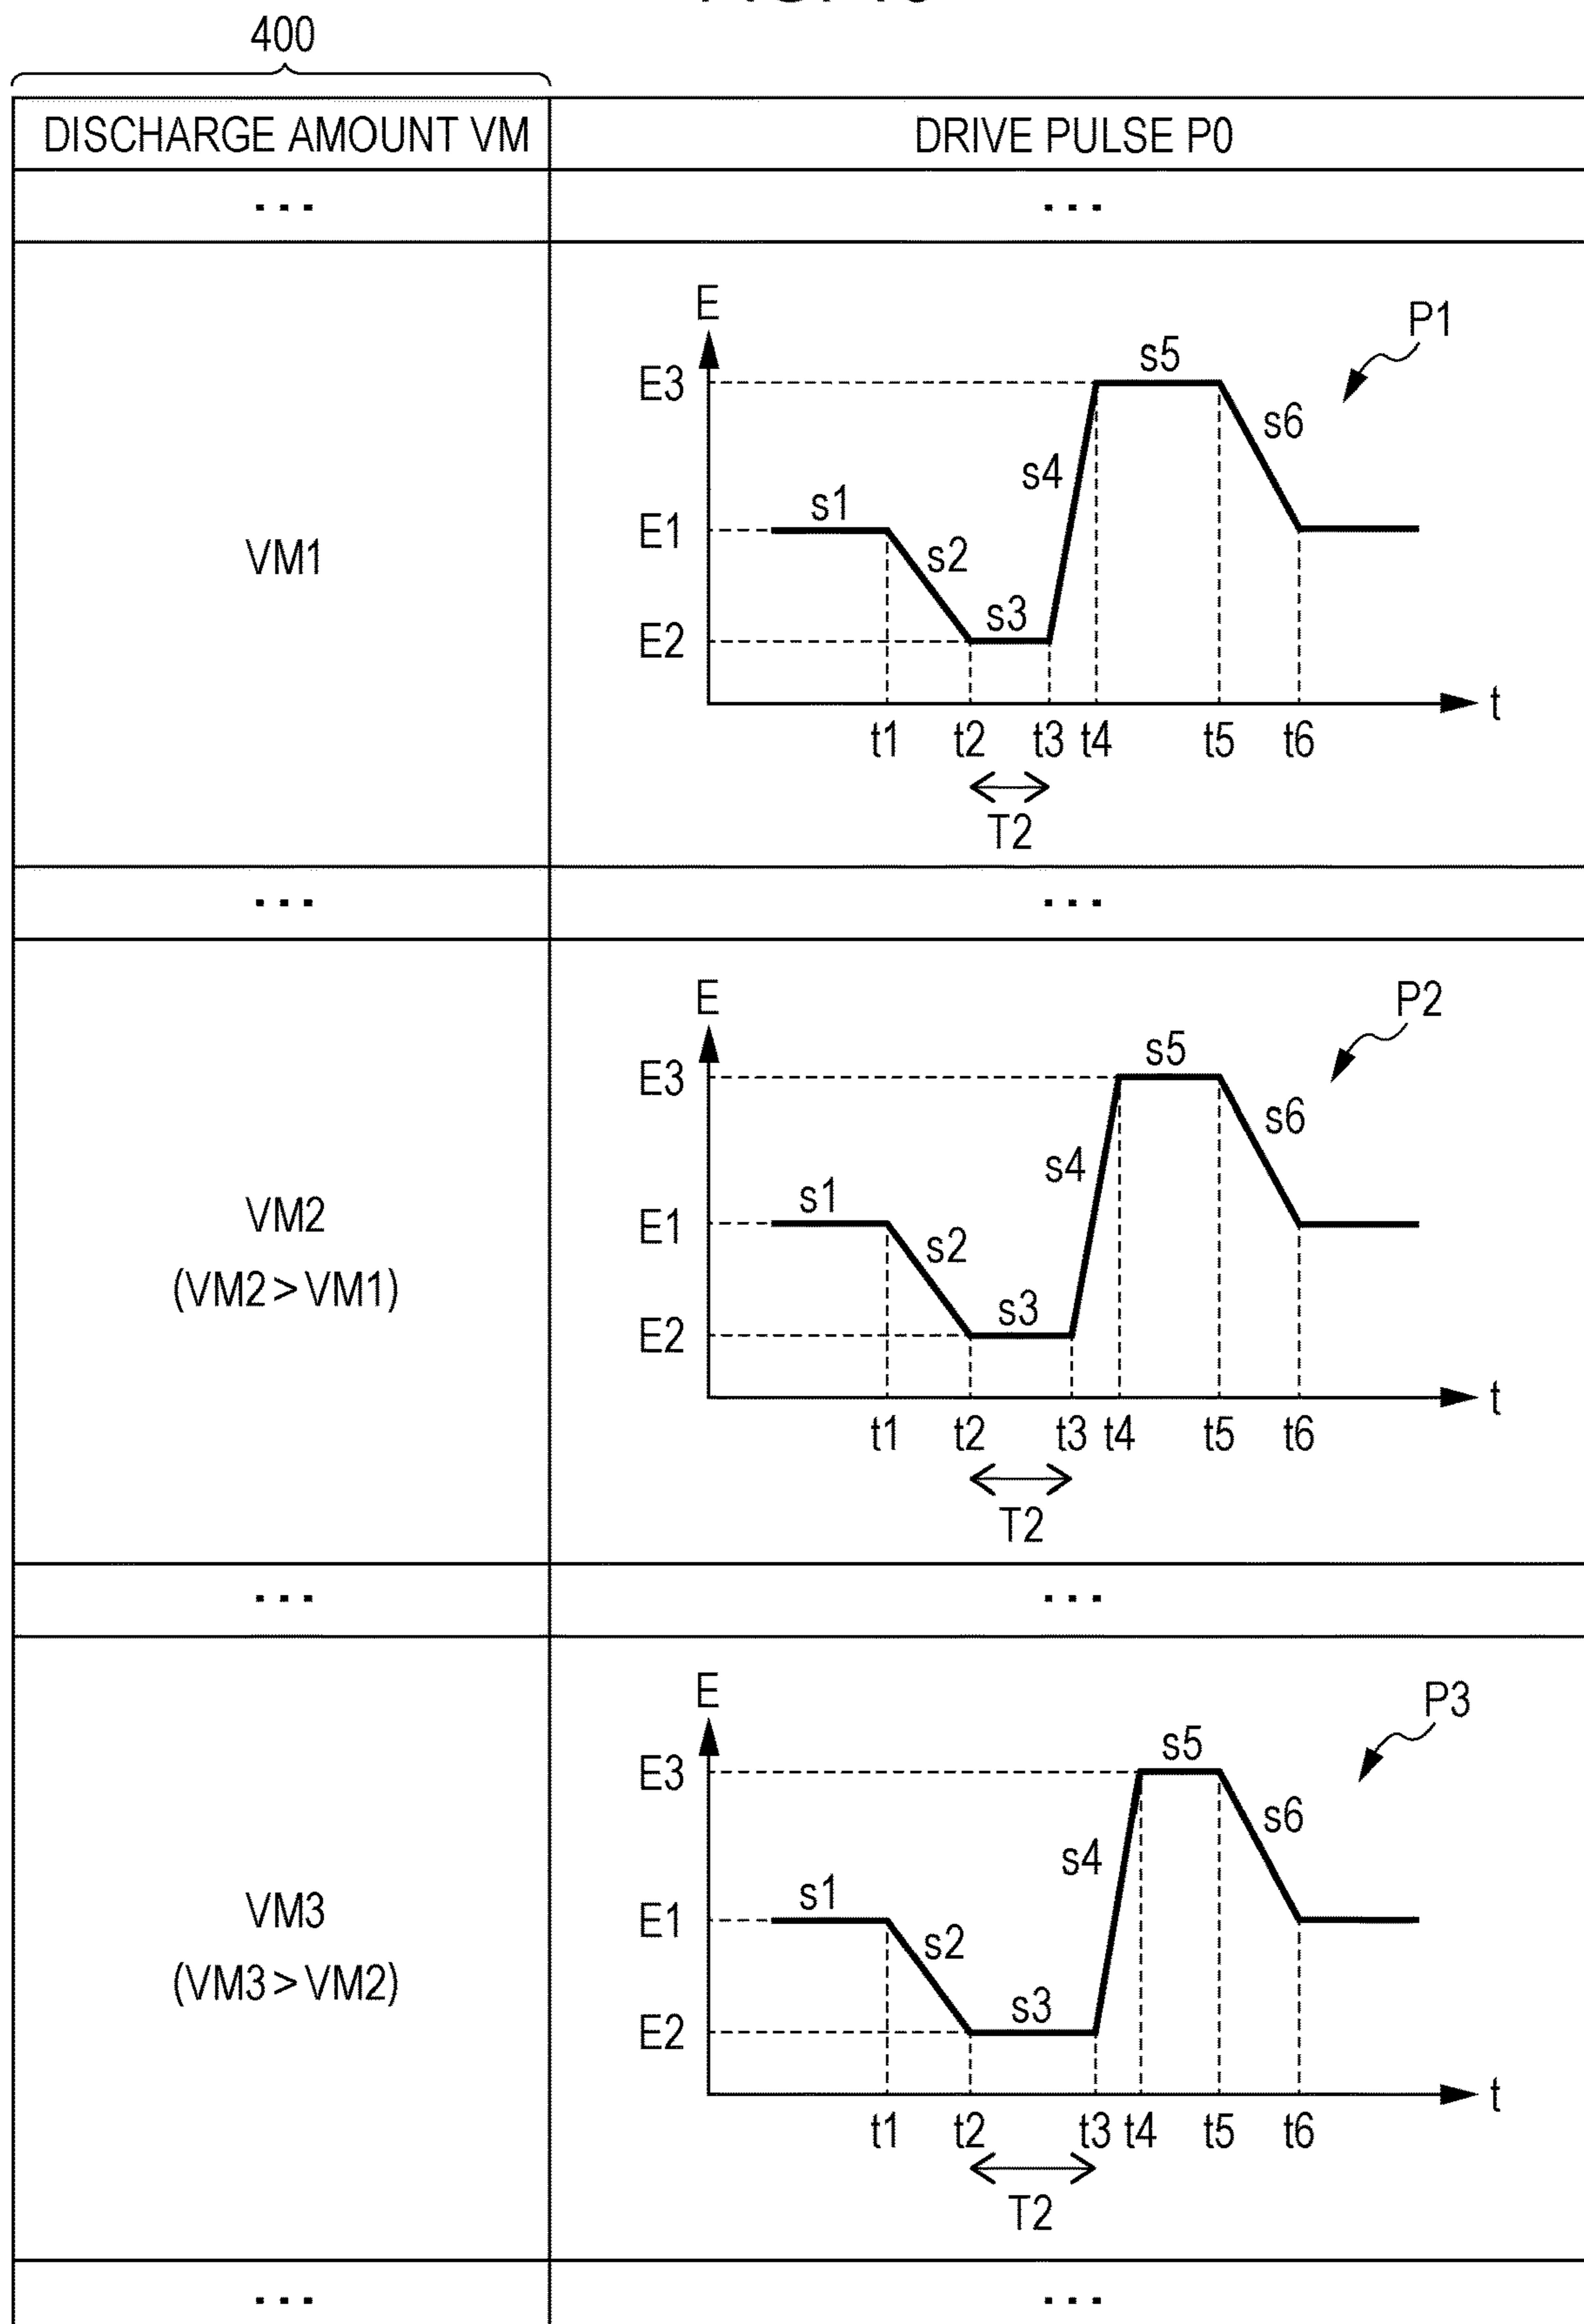 400
DISCHARGE AMOUNT VM
DRIVE PULSE P0
...
...
VM1
E
P1
E3
s5
s6
s4
s1
E1
s2
s3
E2
t
t1 t2 t3 t4 t5 t6
T2
...
...
VM2
(VM2 > VM1)
E
P2
E3
s5
s6
s4
s1
E1
s2
s3
E2
t
t1 t2 t3 t4 t5 t6
T2
...
...
VM3
(VM3 > VM2)
E
P3
E3
s5
s6
s4
s1
E1
s2
s3
E2
t
t1 t2 t3 t4 t5 t6
T2
...
...